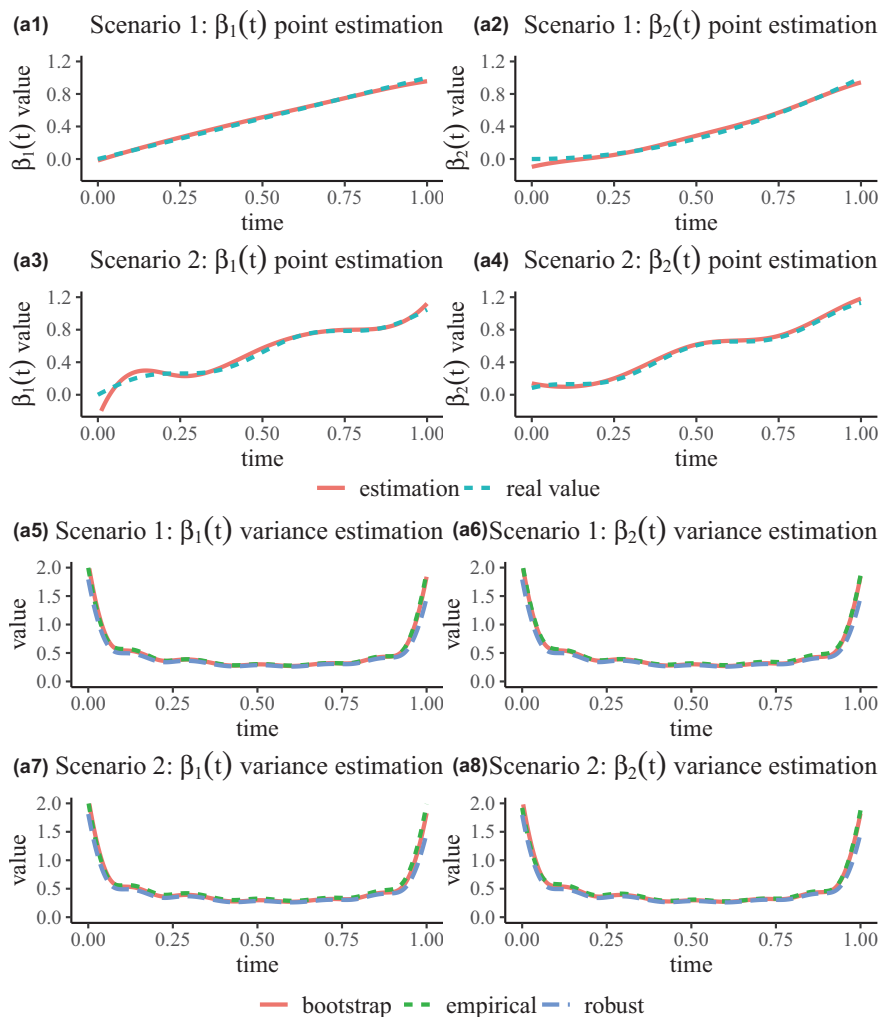 (a1) Scenario 1: β₁(t) point estimation
(a2) Scenario 1: β₂(t) point estimation
β₁(t) value
1.2
0.8
0.4
0.0
0.00 0.25 0.50 0.75 1.00
time
β₂(t) value
1.2
0.8
0.4
0.0
0.00 0.25 0.50 0.75 1.00
time
(a3) Scenario 2: β₁(t) point estimation
(a4) Scenario 2: β₂(t) point estimation
β₁(t) value
1.2
0.8
0.4
0.0
0.00 0.25 0.50 0.75 1.00
time
β₂(t) value
1.2
0.8
0.4
0.0
0.00 0.25 0.50 0.75 1.00
time
estimation real value
(a5) Scenario 1: β₁(t) variance estimation
(a6) Scenario 1: β₂(t) variance estimation
value
2.0
1.5
1.0
0.5
0.0
0.00 0.25 0.50 0.75 1.00
time
value
2.0
1.5
1.0
0.5
0.0
0.00 0.25 0.50 0.75 1.00
time
(a7) Scenario 2: β₁(t) variance estimation
(a8) Scenario 2: β₂(t) variance estimation
value
2.0
1.5
1.0
0.5
0.0
0.00 0.25 0.50 0.75 1.00
time
value
2.0
1.5
1.0
0.5
0.0
0.00 0.25 0.50 0.75 1.00
time
bootstrap empirical robust